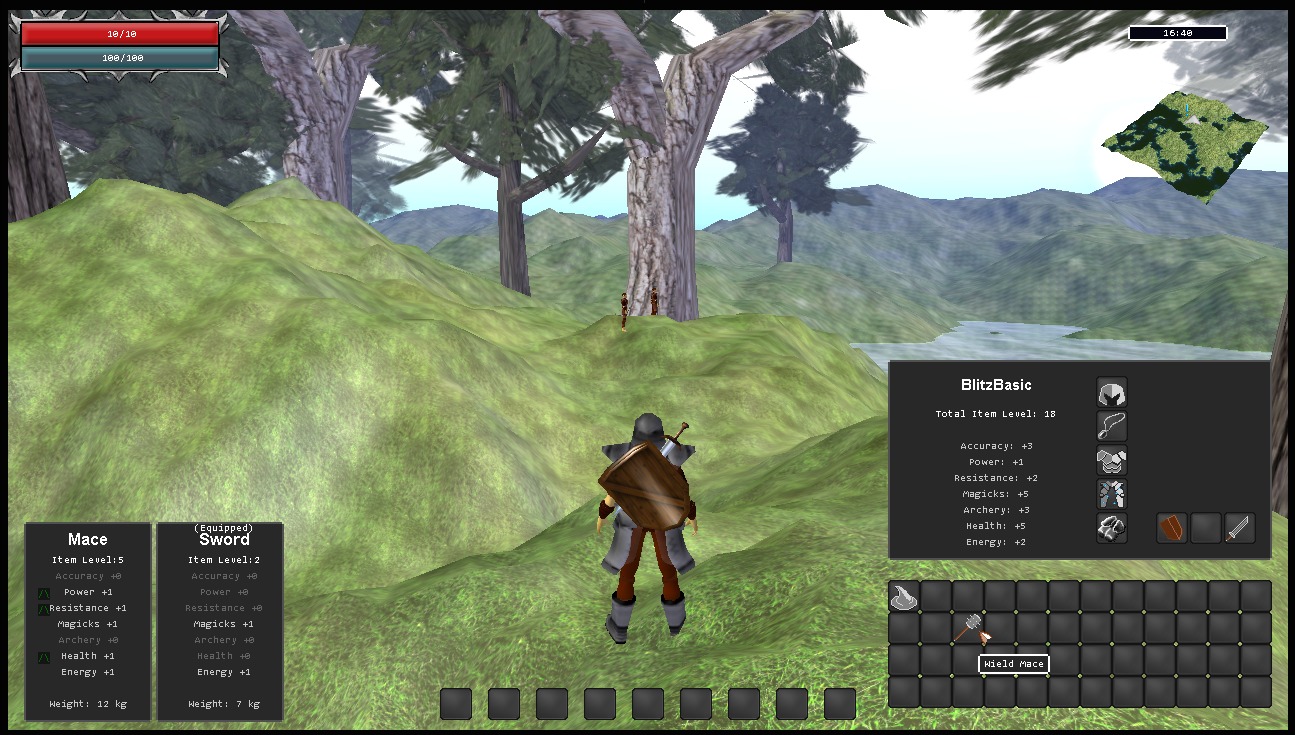 10/10
100/100
16:40
BlitzBasic
Total Item Level: 18
Accuracy: +3
Power: +1
Resistance: +2
Magicks: +5
Archery: +3
Health: +5
Energy: +2
(Equipped)
Mace
Item Level:5
Accuracy +0
Power +1
Resistance +1
Magicks +1
Archery +0
Health +1
Energy +1
Weight: 12 kg
Sword
Item Level:2
Accuracy +0
Power +0
Resistance +0
Magicks +1
Archery +0
Health +0
Energy +1
Weight: 7 kg
Wield Mace